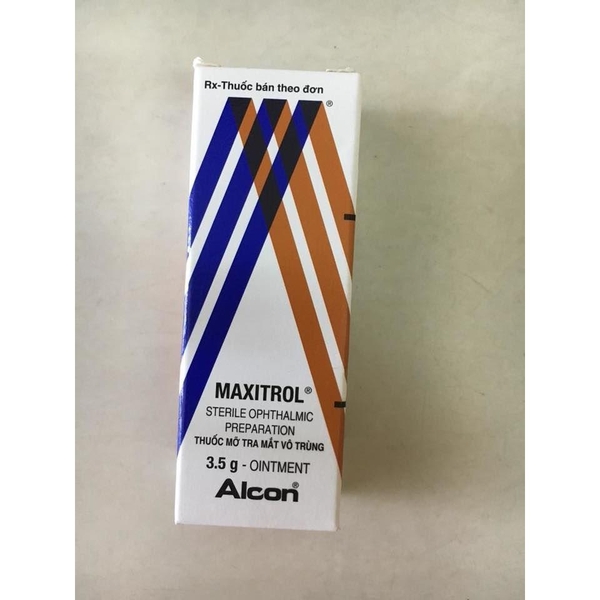 Rx-Thuốc bán theo đơn
®
MAXITROL®
STERILE OPHTHALMIC
PREPARATION
THUỐC MỠ TRA MẮT VÔ TRÙNG
3.5 g - OINTMENT
Alcon®